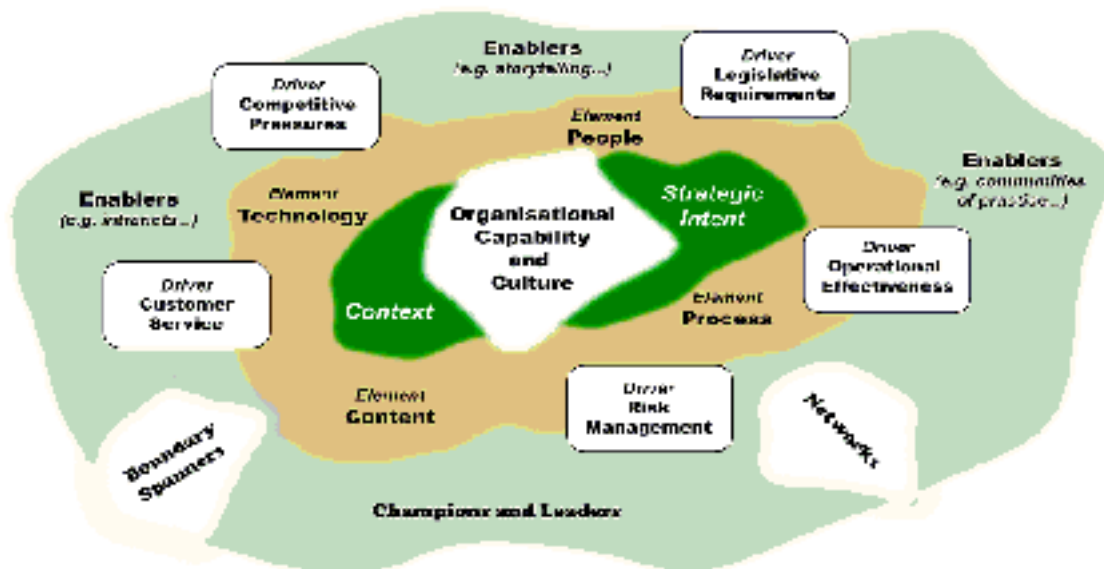 Enablers
(e.g. storytelling...)
Driver
Legislative
Requirements
Driver
Competitive
Pressures
Element
People
Enablers
(e.g. communities
of practice...)
Enablers
(e.g. intranets...)
Element
Technology
Strategic
Intent
Organisational
Capability
and
Culture
Driver
Operational
Effectiveness
Driver
Customer
Service
Context
Element
Process
Element
Content
Driver
Risk
Management
Networks
Boundary
Spanners
Champions and Leaders